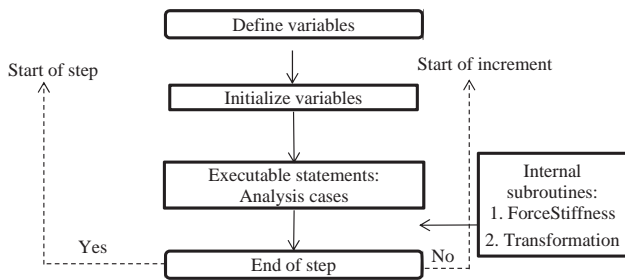 Define variables
Start of step
Start of increment
Initialize variables
Executable statements:
Analysis cases
Internal
subroutines:
1. ForceStiffness
2. Transformation
Yes
No
End of step